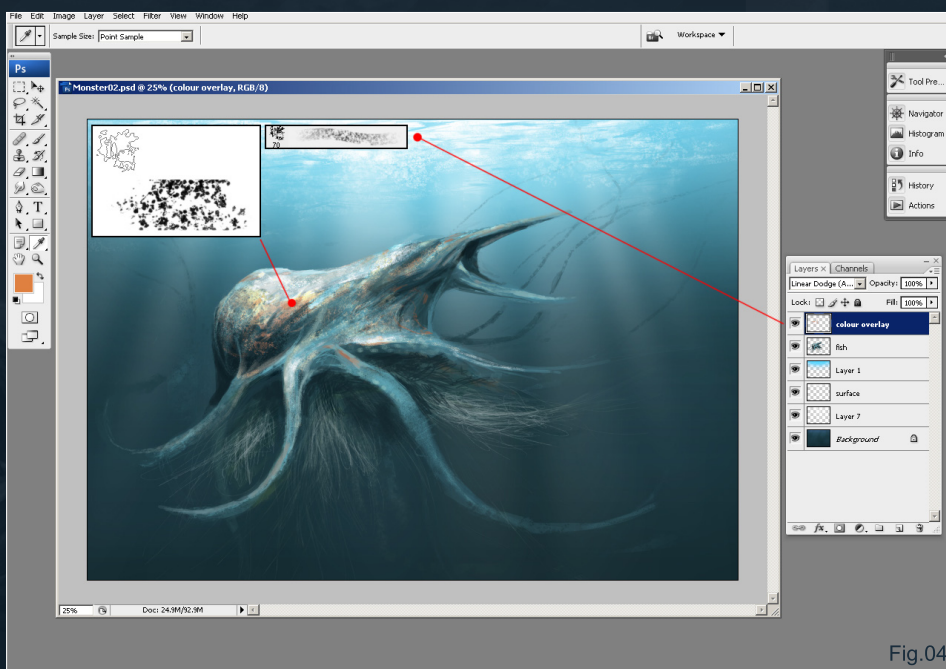 File Edit Image Layer Select Filter View Window Help
Sample Size: Point Sample
Workspace
Ps
Monster02.psd @ 25% (colour overlay, RGB/8)
70
Tool Pre...
Navigator
Histogram
Info
History
Actions
Layers × Channels
Linear Dodge (A... Opacity: 100%
Lock: Fill: 100%
colour overlay
fish
Layer 1
surface
Layer 7
Background
25% Doc: 24.9M/92.9M
Fig.04